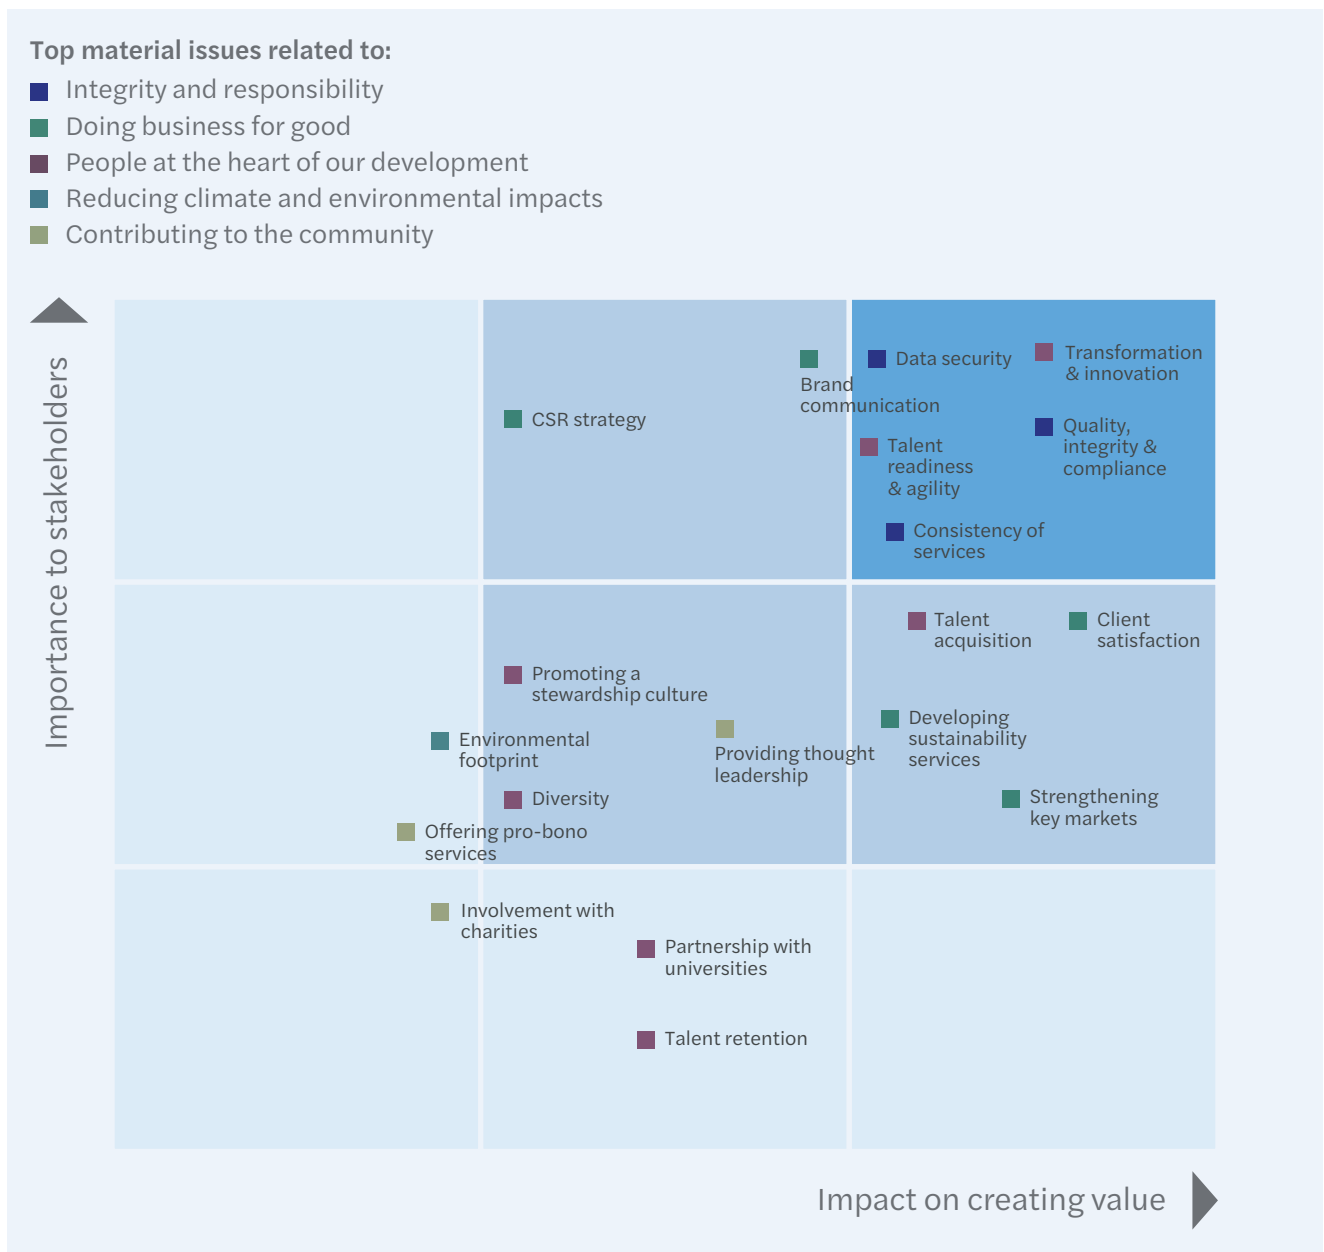 Top material issues related to:
Integrity and responsibility
Doing business for good
People at the heart of our development
Reducing climate and environmental impacts
Contributing to the community
Importance to stakeholders
Data security
Transformation
& innovation
Brand
communication
CSR strategy
Quality,
integrity &
compliance
Talent
readiness
& agility
Consistency of
services
Talent
acquisition
Client
satisfaction
Promoting a
stewardship culture
Developing
sustainability
services
Environmental
footprint
Providing thought
leadership
Diversity
Strengthening
key markets
Offering pro-bono
services
Involvement with
charities
Partnership with
universities
Talent retention
Impact on creating value